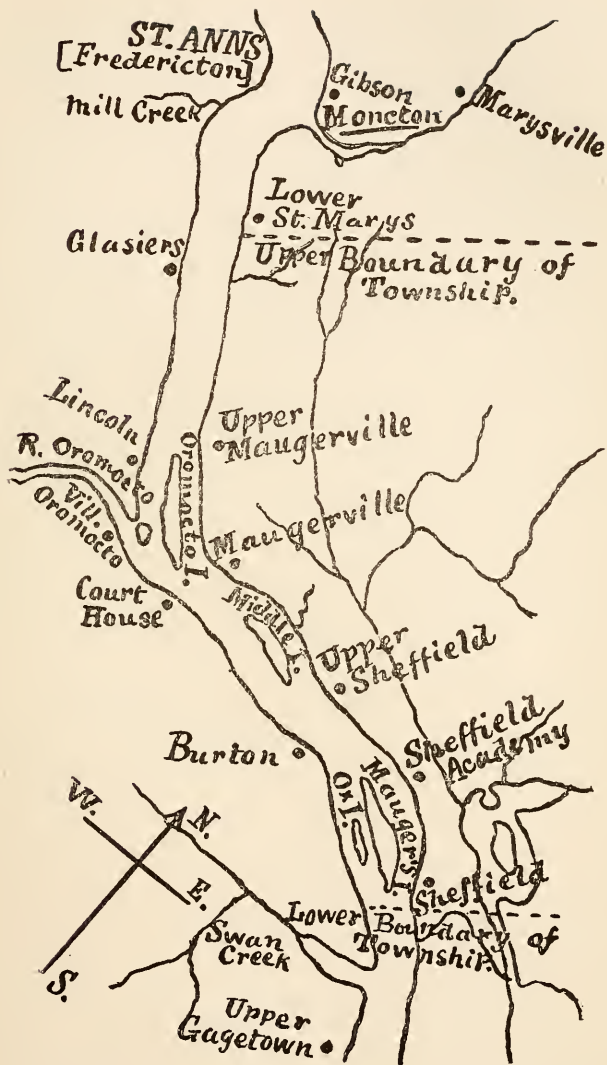 ST. ANNS
[Fredericton]
Mill Creek
Gibson
Moncton
Marysville
Lower
St. Marys
Glasiers
Upper Boundary of
Township.
Lincoln
R. Oromocto
Vill.
Oromocto
Oromocto I.
Upper
Maugerville
Maugerville
Court
House
Middle I.
Upper
Sheffield
Burton
Sheffield
Academy
Ox I.
Mauger's I.
W.
N.
E.
S.
Sheffield
Lower Boundary of
Township.
Swan
Creek
Upper
Gagetown